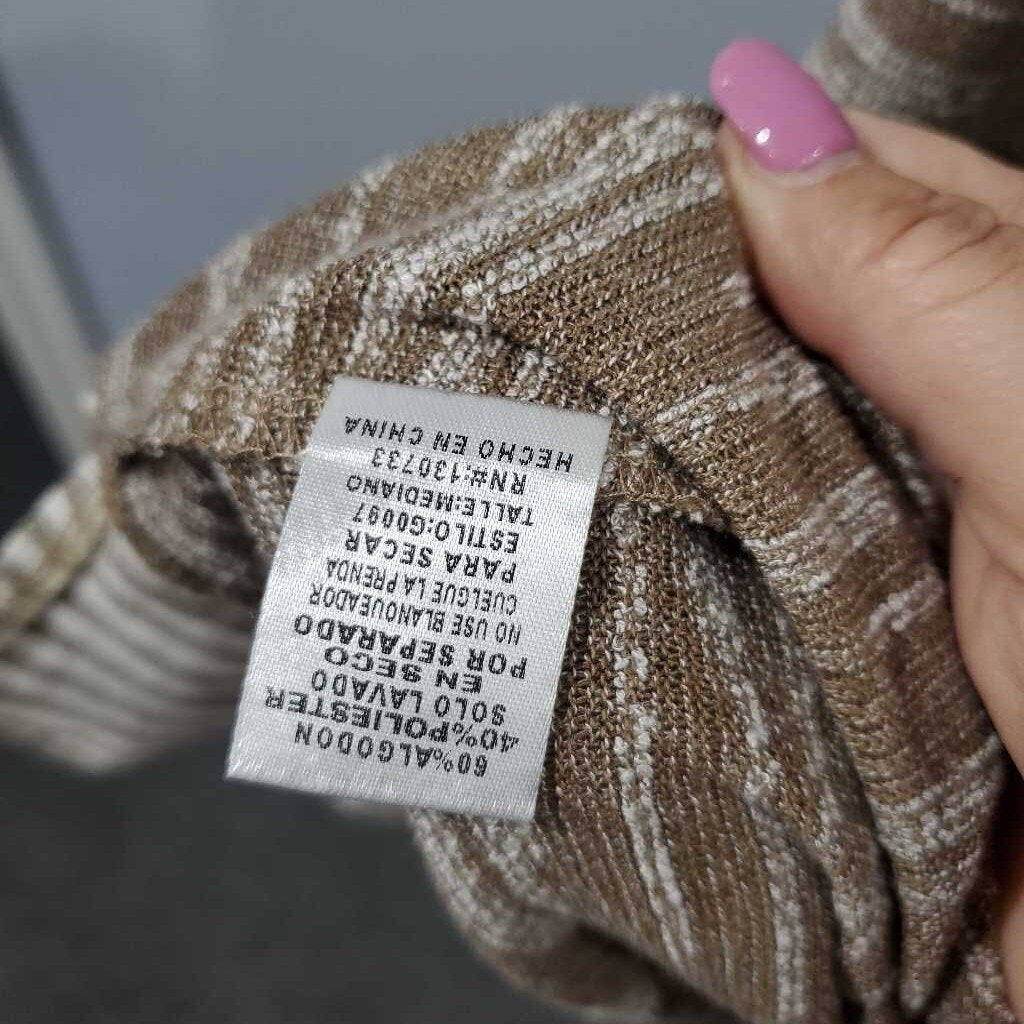 60%ALGODON
40%POLIESTER
SOLO LAVADO
EN SECO
POR SEPARADO
NO USE BLANQUEADOR
CUELGUE LA PRENDA
PARA SECAR
ESTILO:G0097
TALLE:MEDIANO
RN#:130733
HECHO EN CHINA